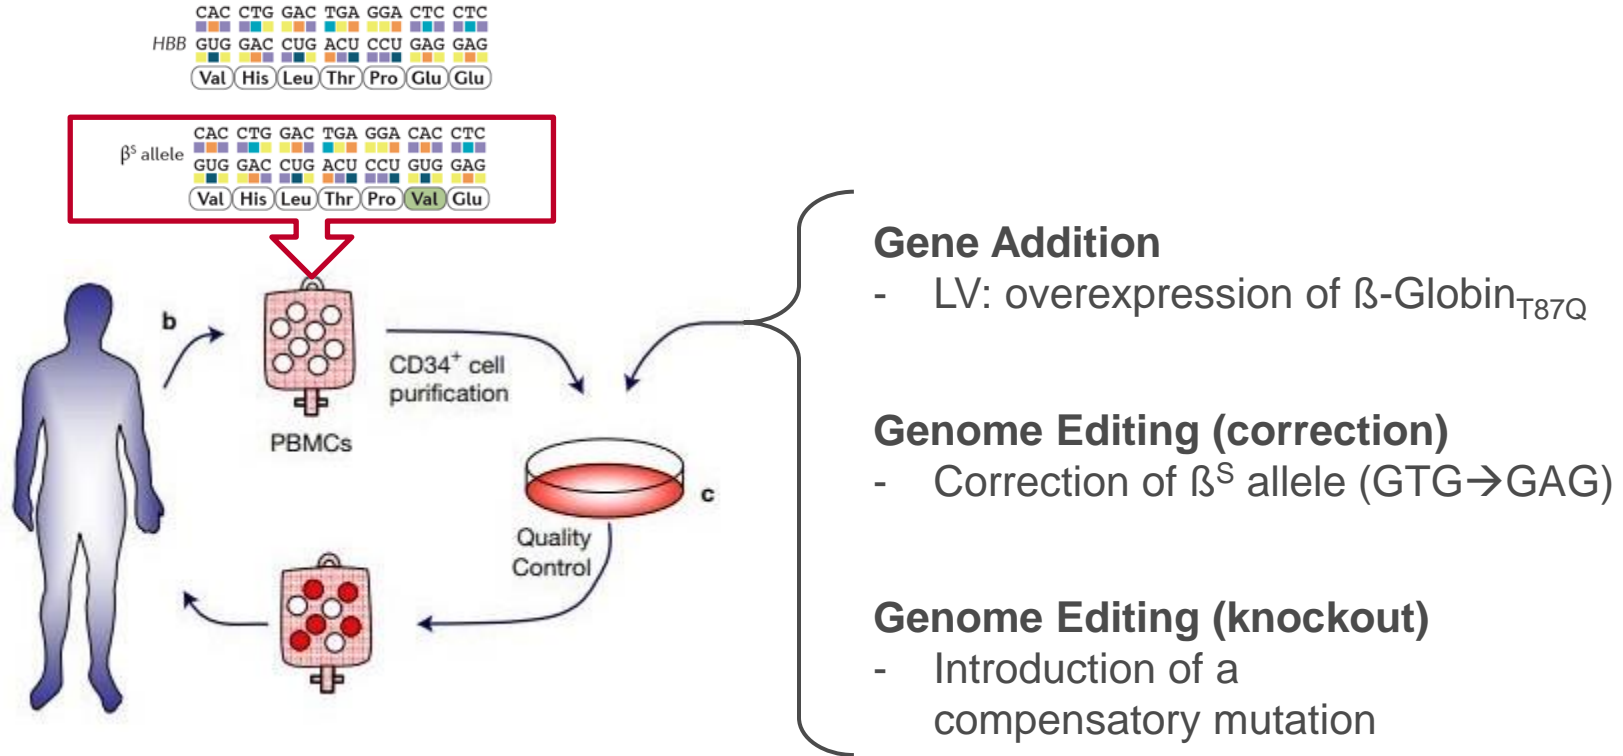 CAC CTG GAC TGA GGA CTC CTC
HBB GUG GAC CUG ACU CCU GAG GAG
Val His Leu Thr Pro Glu Glu
CAC CTG GAC TGA GGA CAC CTC
βˢ allele
GUG GAC CUG ACU CCU GUG GAG
Val His Leu Thr Pro Val Glu
b
CD34⁺ cell
purification
PBMCs
c
Quality
Control
Gene Addition
- LV: overexpression of ß-Globin T87Q
Genome Editing (correction)
- Correction of ßˢ allele (GTG→GAG)
Genome Editing (knockout)
- Introduction of a
compensatory mutation